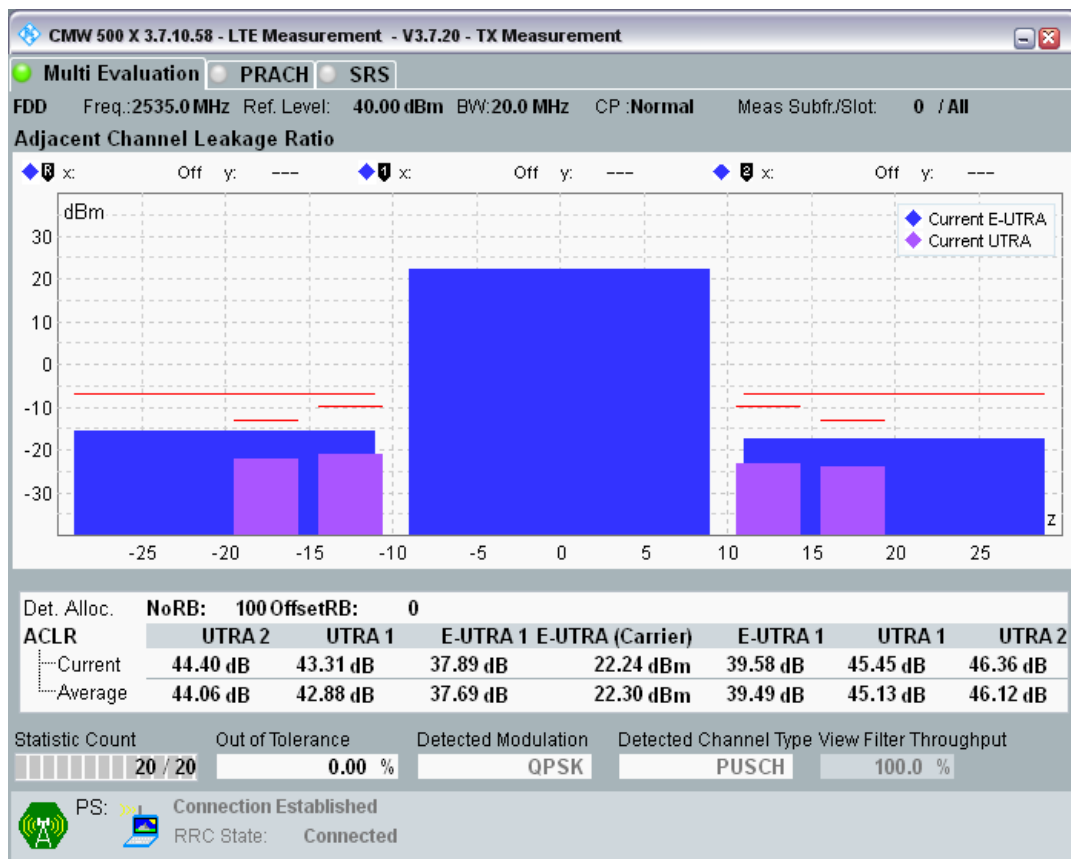 CMW 500 X 3.7.10.58 - LTE Measurement - V3.7.20 - TX Measurement
Multi Evaluation PRACH SRS
FDD Freq.:2535.0 MHz Ref. Level: 40.00 dBm BW:20.0 MHz CP :Normal Meas Subfr./Slot: 0 / All
Adjacent Channel Leakage Ratio
R x: Off y: --- 1 x: Off y: --- 2 x: Off y: ---
dBm
Current E-UTRA
Current UTRA
30
20
10
0
-10
-20
-30
z
-25 -20 -15 -10 -5 0 5 10 15 20 25
Det. Alloc. NoRB: 100 OffsetRB: 0
ACLR UTRA 2 UTRA 1 E-UTRA 1 E-UTRA (Carrier) E-UTRA 1 UTRA 1 UTRA 2
Current 44.40 dB 43.31 dB 37.89 dB 22.24 dBm 39.58 dB 45.45 dB 46.36 dB
Average 44.06 dB 42.88 dB 37.69 dB 22.30 dBm 39.49 dB 45.13 dB 46.12 dB
Statistic Count Out of Tolerance Detected Modulation Detected Channel Type View Filter Throughput
20 / 20 0.00 % QPSK PUSCH 100.0 %
PS: Connection Established
RRC State: Connected